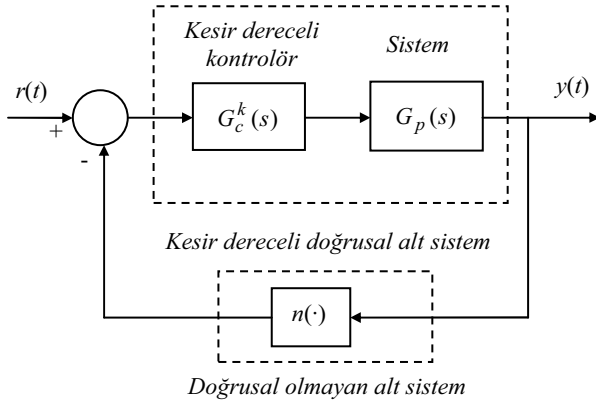 Kesir dereceli
kontrolör
Sistem
r(t)
y(t)
G_c^k(s)
G_p(s)
+
-
Kesir dereceli doğrusal alt sistem
n(·)
Doğrusal olmayan alt sistem